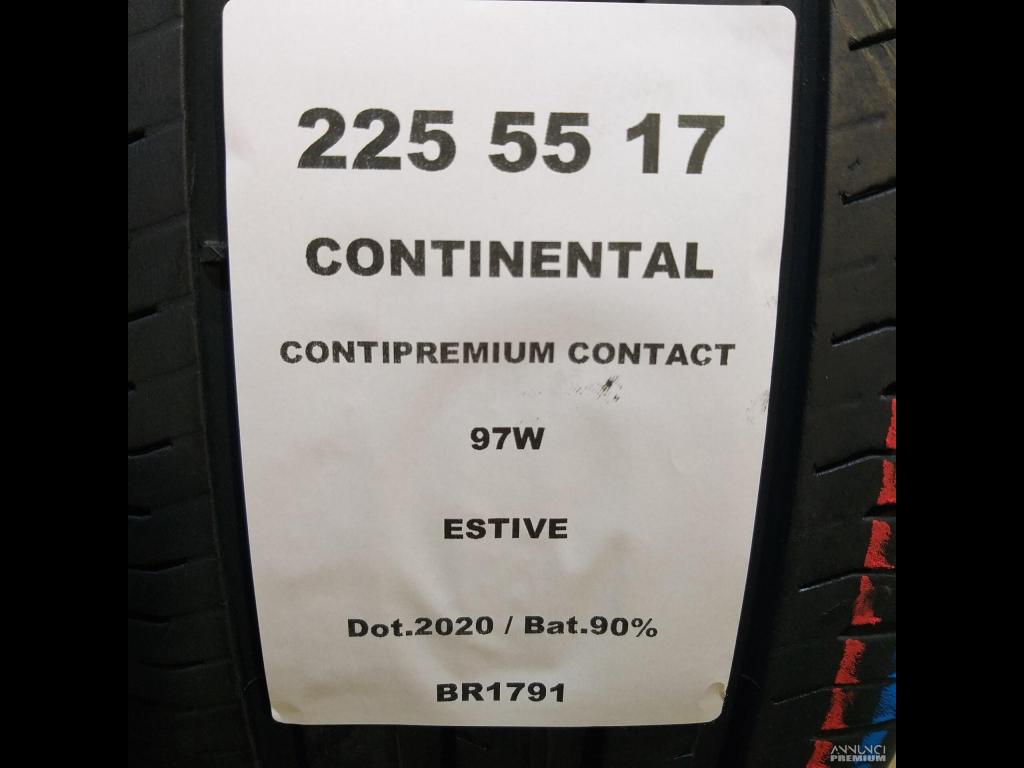 225 55 17
CONTINENTAL
CONTIPREMIUM CONTACT
97W
ESTIVE
Dot.2020 / Bat.90%
BR1791
ANNUNCI
PREMIUM